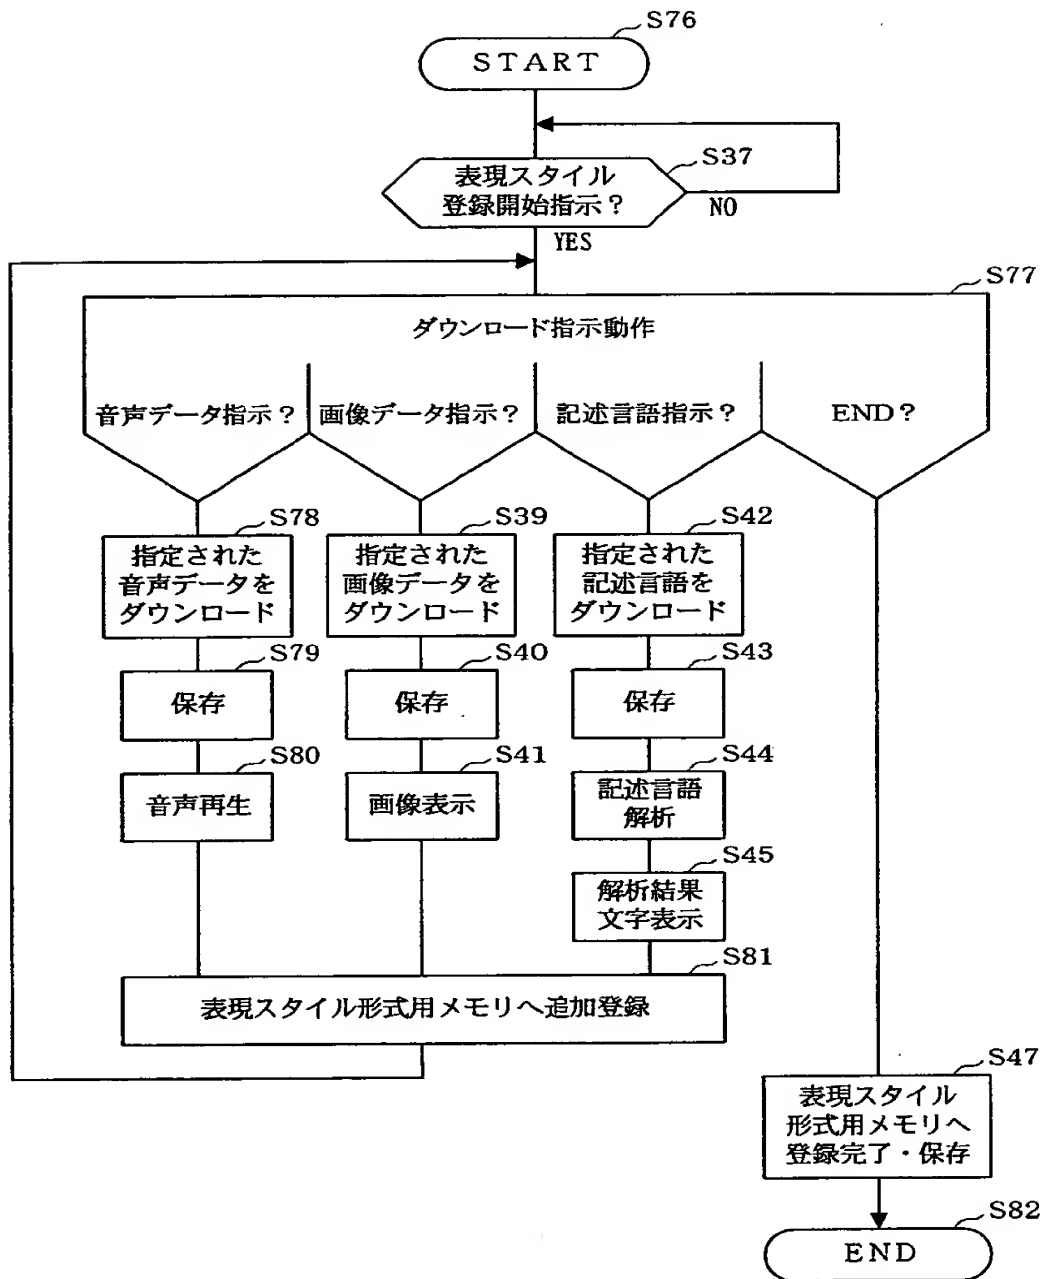 S76
START
S37
表現スタイル
登録開始指示？
NO
YES
S77
ダウンロード指示動作
音声データ指示？
画像データ指示？
記述言語指示？
END？
S78
指定された
音声データを
ダウンロード
S39
指定された
画像データを
ダウンロード
S42
指定された
記述言語を
ダウンロード
S79
保存
S40
保存
S43
保存
S80
音声再生
S41
画像表示
S44
記述言語
解析
S45
解析結果
文字表示
S81
表現スタイル形式用メモリへ追加登録
S47
表現スタイル
形式用メモリへ
登録完了・保存
S82
END